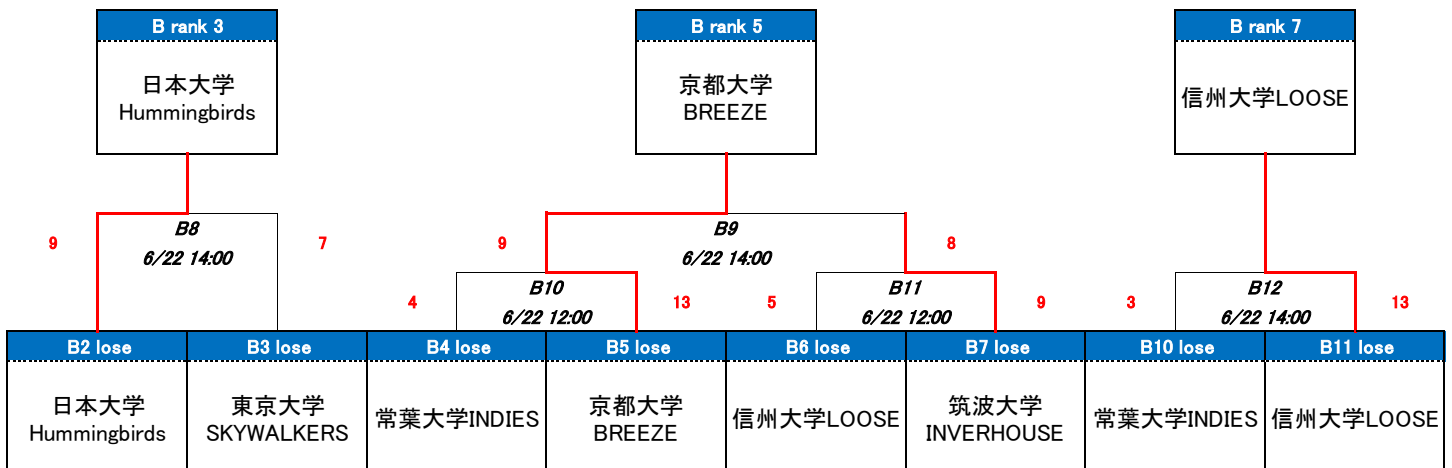 B rank 3
B rank 5
B rank 7
日本大学
Hummingbirds
京都大学
BREEZE
信州大学LOOSE
9
B8
6/22 14:00
7
9
B9
6/22 14:00
8
4
B10
6/22 12:00
13
5
B11
6/22 12:00
9
3
B12
6/22 14:00
13
B2 lose
B3 lose
B4 lose
B5 lose
B6 lose
B7 lose
B10 lose
B11 lose
日本大学
Hummingbirds
東京大学
SKYWALKERS
常葉大学INDIES
京都大学
BREEZE
信州大学LOOSE
筑波大学
INVERHOUSE
常葉大学INDIES
信州大学LOOSE